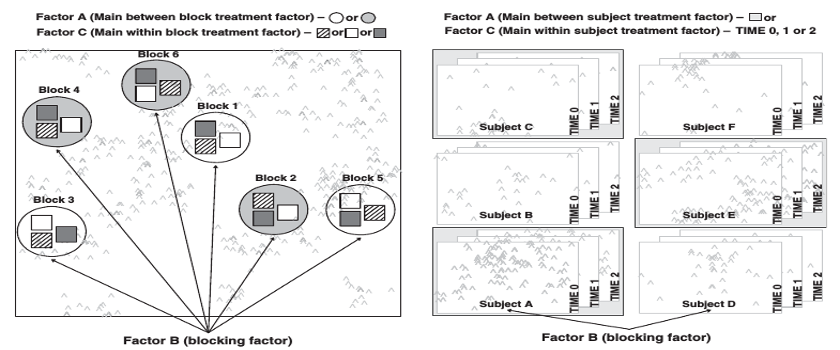 Factor A (Main between block treatment factor) – or
Factor C (Main within block treatment factor) – or or
Block 6
Block 4
Block 1
Block 2
Block 5
Block 3
Factor B (blocking factor)
Factor A (Main between subject treatment factor) – or
Factor C (Main within subject treatment factor) – TIME 0, 1 or 2
Subject C
TIME 0
TIME 1
TIME 2
Subject F
TIME 0
TIME 1
TIME 2
Subject B
TIME 0
TIME 1
TIME 2
Subject E
TIME 0
TIME 1
TIME 2
Subject A
TIME 0
TIME 1
TIME 2
Subject D
TIME 0
TIME 1
TIME 2
Factor B (blocking factor)